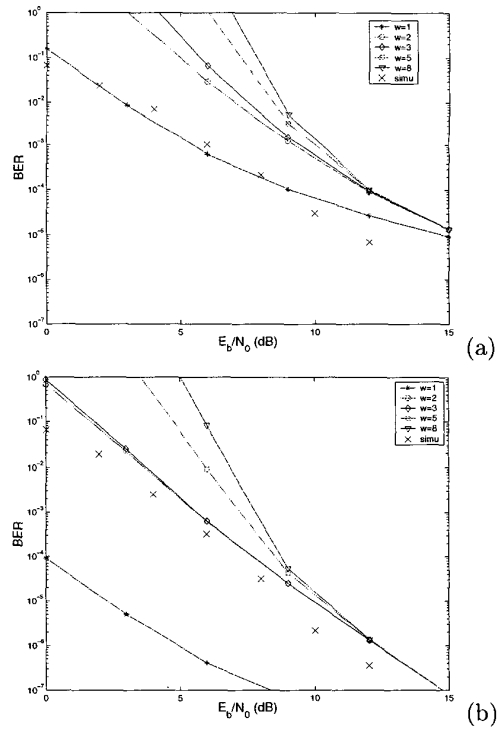 10⁰
10⁻¹
10⁻²
10⁻³
10⁻⁴
10⁻⁵
10⁻⁶
10⁻⁷
BER
0 5 10 15
E_b/N_0 (dB)
w=1
w=2
w=3
w=5
w=8
simu
(a)
10⁰
10⁻¹
10⁻²
10⁻³
10⁻⁴
10⁻⁵
10⁻⁶
10⁻⁷
BER
0 5 10 15
E_b/N_0 (dB)
w=1
w=2
w=3
w=5
w=8
simu
(b)